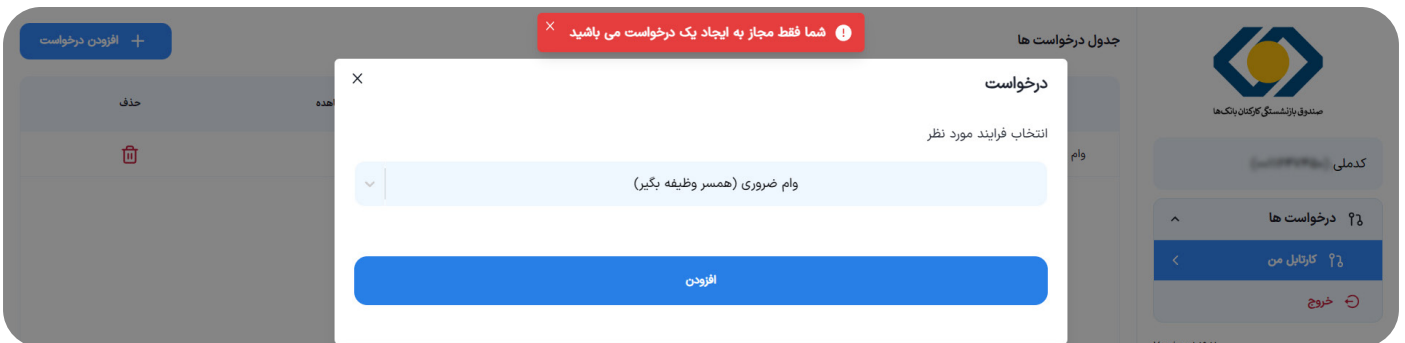 شما فقط مجاز به ایجاد یک درخواست می باشید
جدول درخواست ها
افزودن درخواست
صندوق بازنشستگی کارکنان بانک‌ها
درخواست
حذف
انتخاب فرایند مورد نظر
وام
کدملی
وام ضروری (همسر وظیفه بگیر)
درخواست ها
کارتابل من
افزودن
خروج